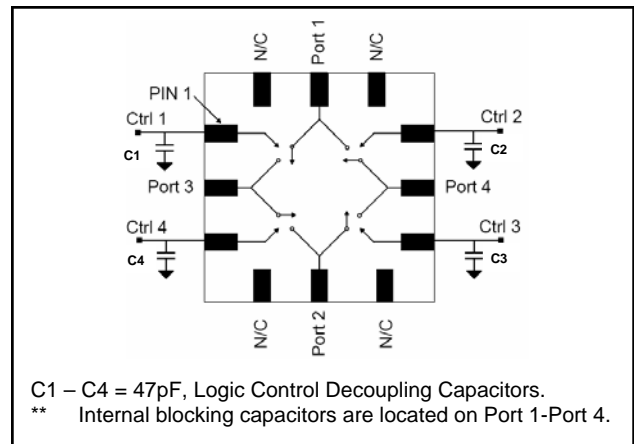 N/C
Port 1
N/C
PIN 1
Ctrl 1
Ctrl 2
C1
C2
Port 3
Port 4
Ctrl 4
Ctrl 3
C4
C3
N/C
Port 2
N/C
C1 – C4 = 47pF, Logic Control Decoupling Capacitors.
** Internal blocking capacitors are located on Port 1-Port 4.